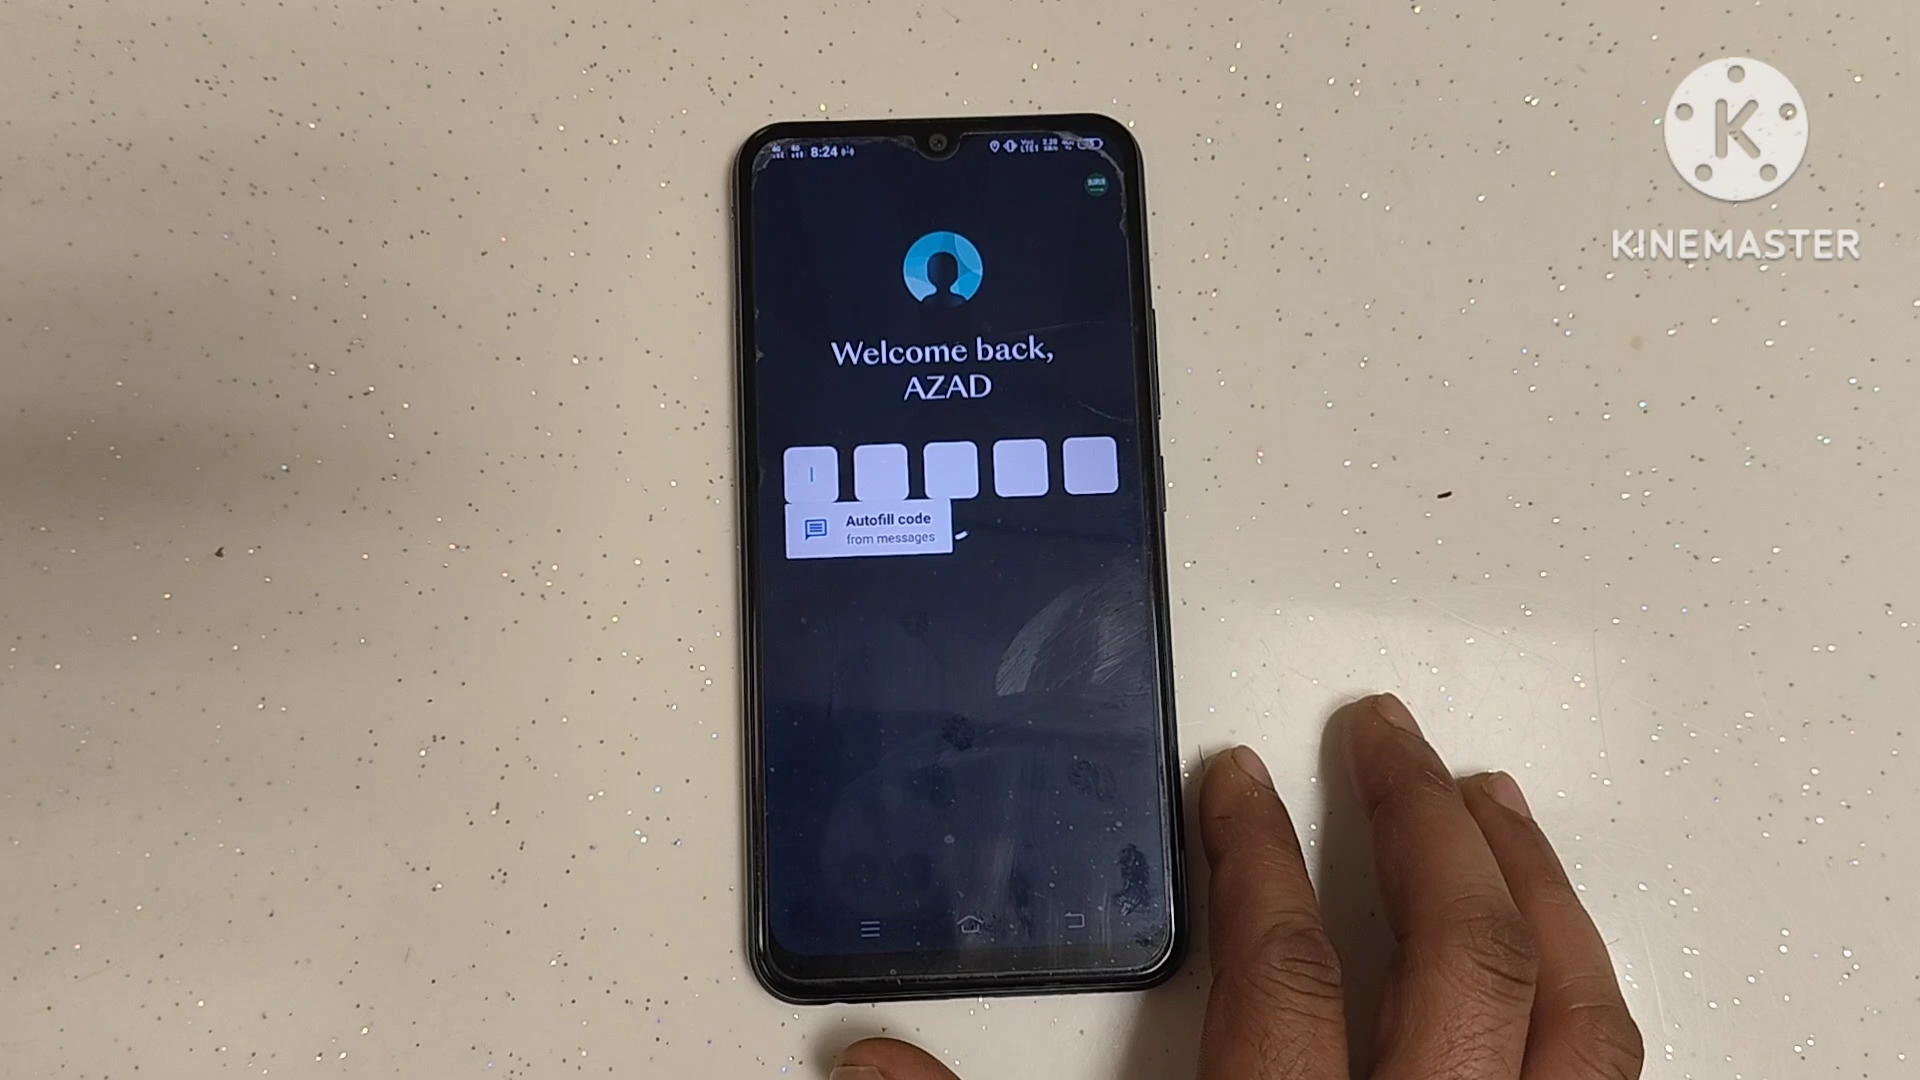 8:24
K
KINEMASTER
Welcome back,
AZAD
Autofill code
from messages